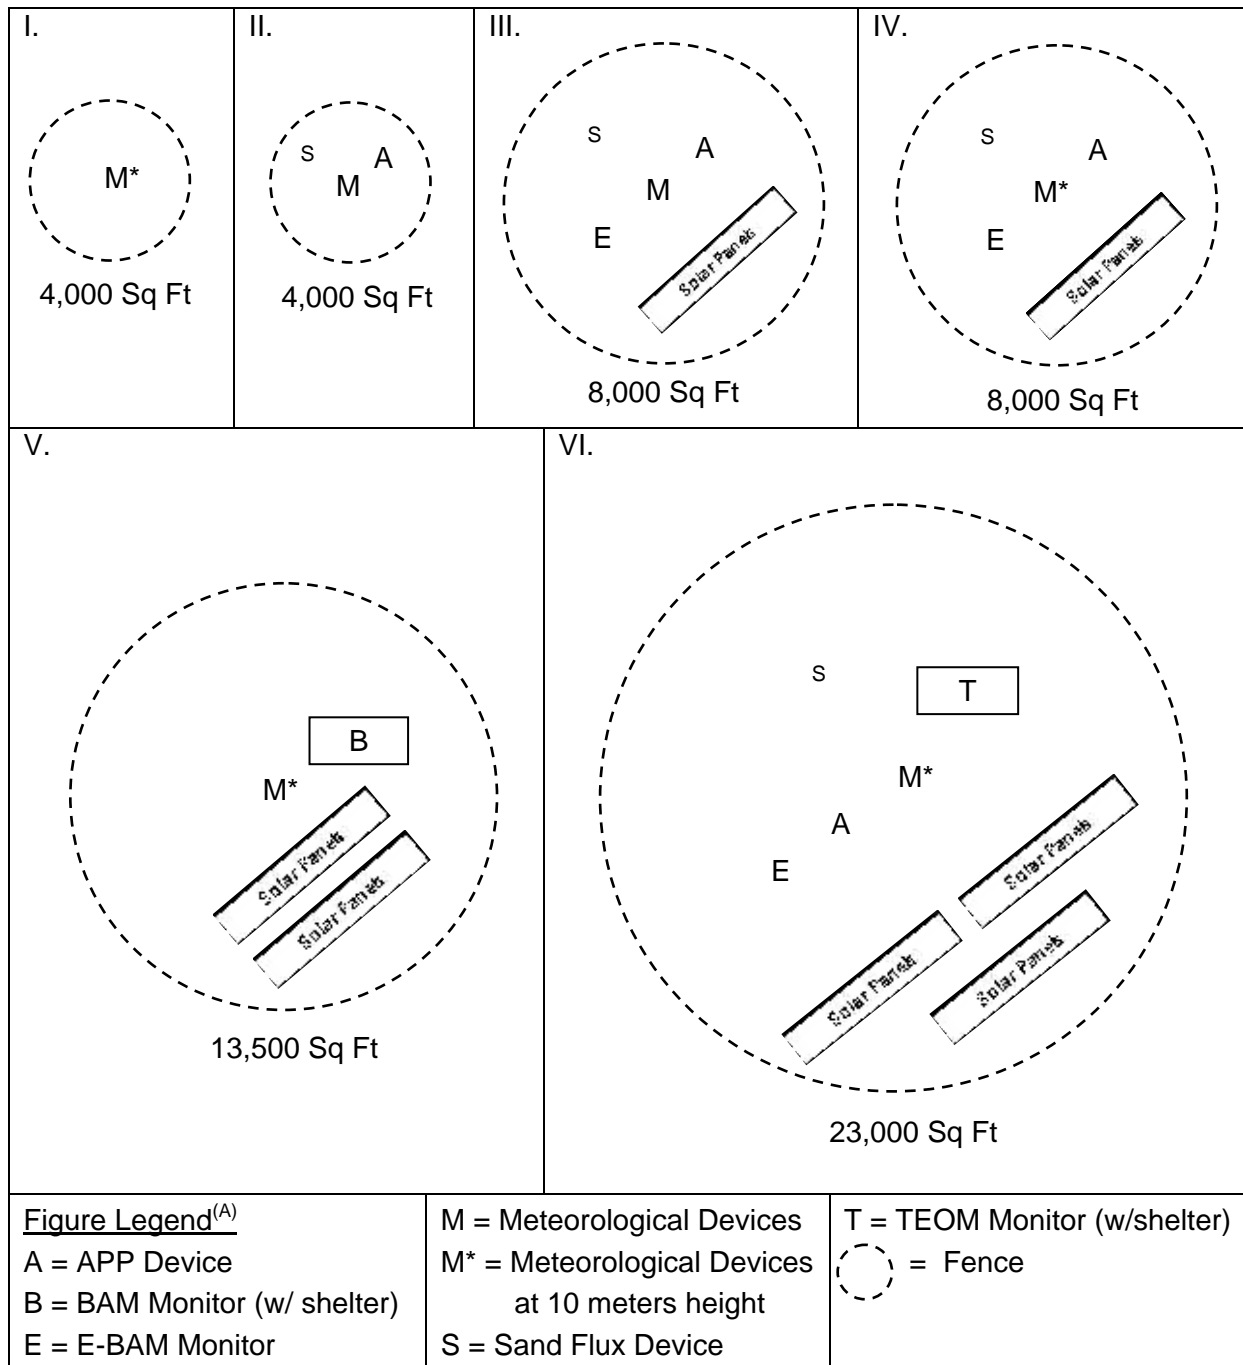 I.
M*
4,000 Sq Ft
II.
S
A
M
4,000 Sq Ft
III.
S
A
M
E
Solar Panels
8,000 Sq Ft
IV.
S
A
M*
E
Solar Panels
8,000 Sq Ft
V.
B
M*
Solar Panels
Solar Panels
13,500 Sq Ft
VI.
S
T
M*
A
E
Solar Panels
Solar Panels
Solar Panels
23,000 Sq Ft
Figure Legend(A)
A = APP Device
B = BAM Monitor (w/ shelter)
E = E-BAM Monitor
M = Meteorological Devices
M* = Meteorological Devices
at 10 meters height
S = Sand Flux Device
T = TEOM Monitor (w/shelter)
= Fence